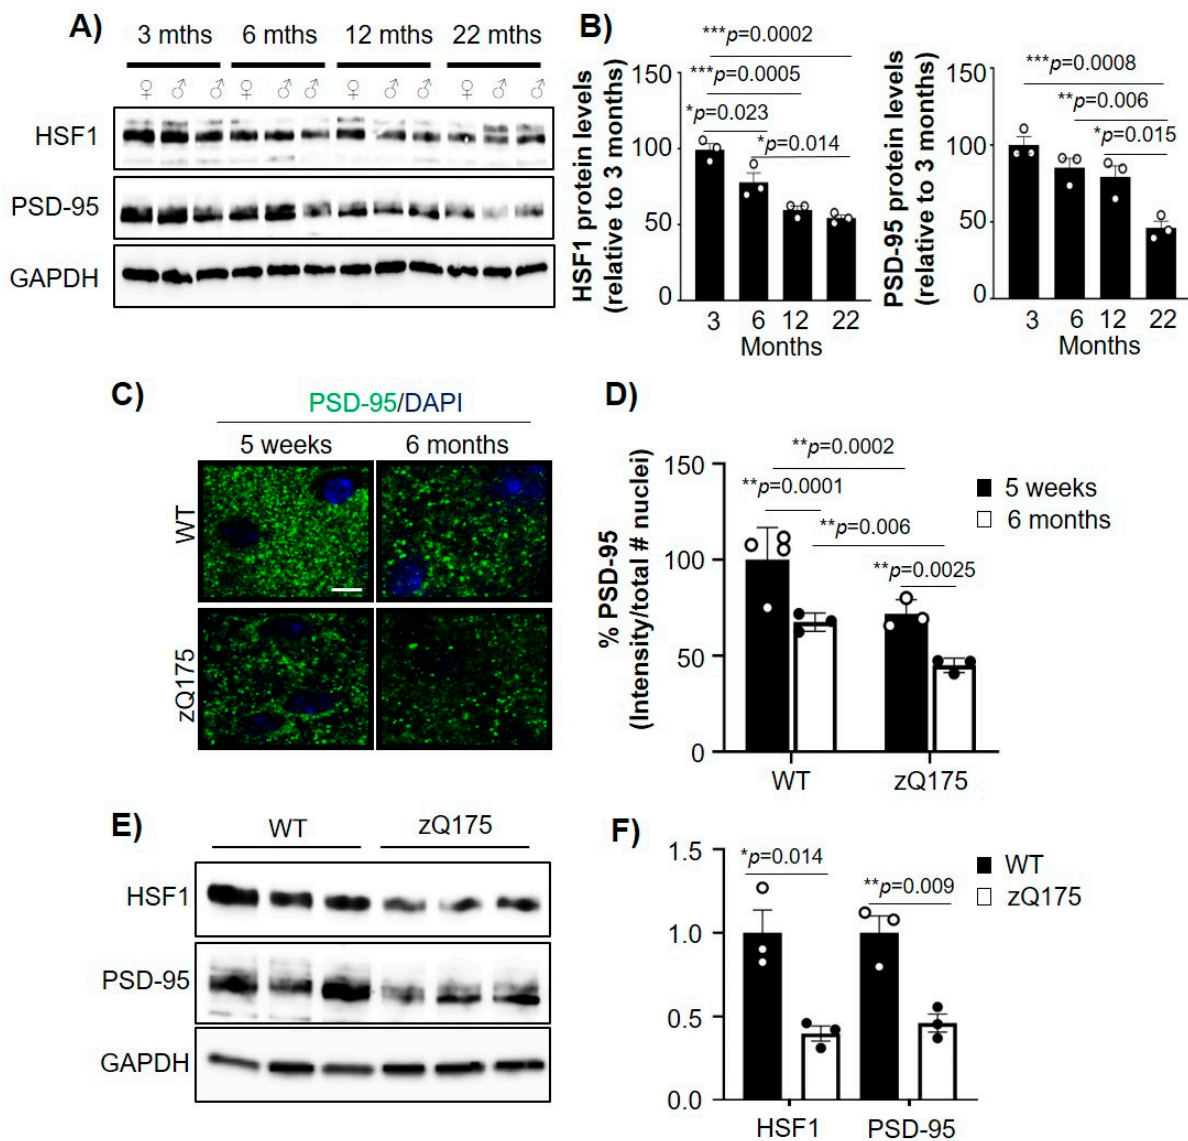 A)
3 mths 6 mths 12 mths 22 mths
♀ ♂ ♂ ♀ ♂ ♂ ♀ ♂ ♂ ♀ ♂ ♂
HSF1
PSD-95
GAPDH
B)
HSF1 protein levels
(relative to 3 months)
150
100
50
0
***p=0.0002
***p=0.0005
*p=0.023
*p=0.014
3 6 12 22
Months
PSD-95 protein levels
(relative to 3 months)
150
100
50
0
***p=0.0008
**p=0.006
*p=0.015
3 6 12 22
Months
C)
PSD-95/DAPI
5 weeks 6 months
WT
zQ175
D)
% PSD-95
(Intensity/total # nuclei)
150
100
50
0
**p=0.0002
**p=0.0001
**p=0.006
**p=0.0025
5 weeks
6 months
WT zQ175
E)
WT zQ175
HSF1
PSD-95
GAPDH
F)
1.5
1.0
0.5
0.0
*p=0.014
**p=0.009
WT
zQ175
HSF1 PSD-95